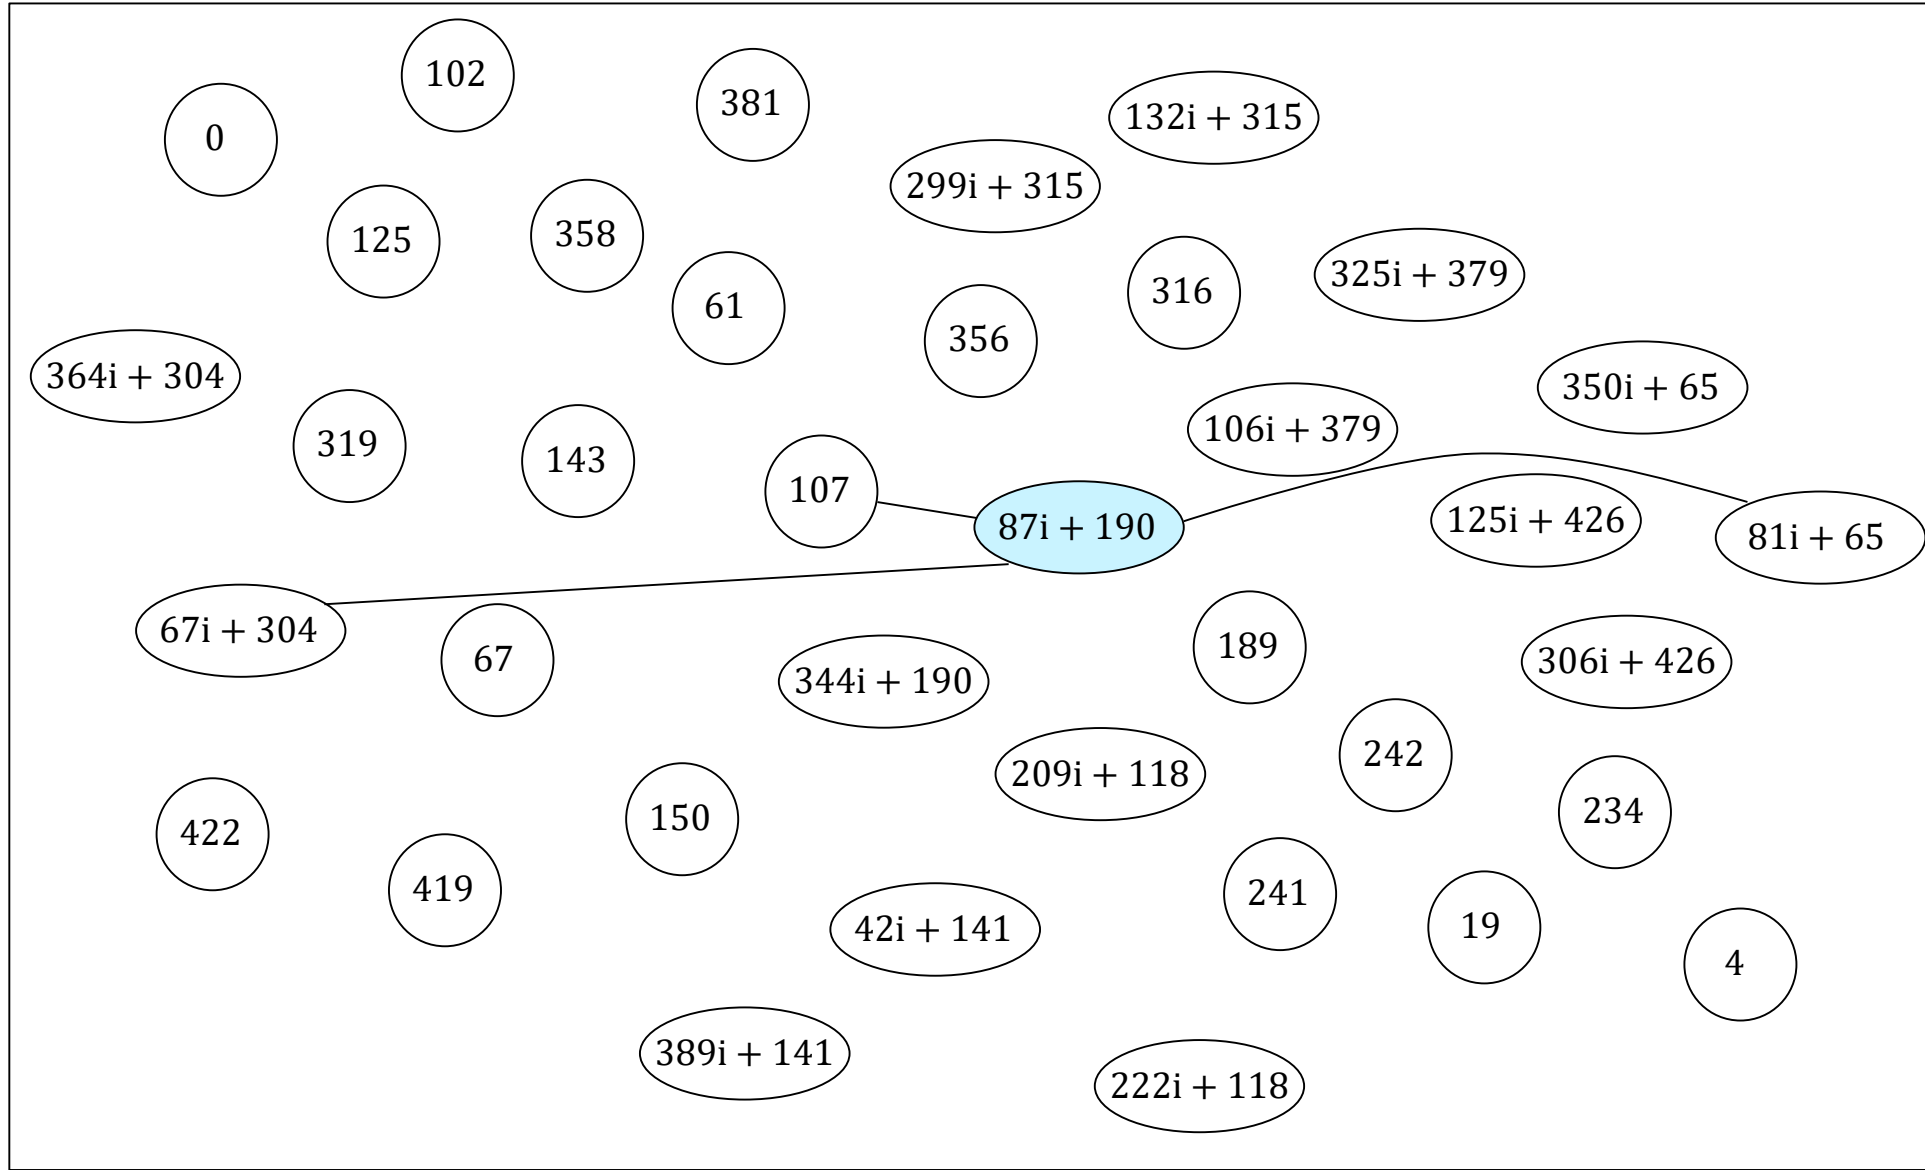 102
381
132i + 315
0
299i + 315
125
358
325i + 379
61
316
356
364i + 304
350i + 65
106i + 379
319
143
107
87i + 190
125i + 426
81i + 65
67i + 304
67
189
306i + 426
344i + 190
242
209i + 118
234
150
422
419
241
19
42i + 141
4
389i + 141
222i + 118